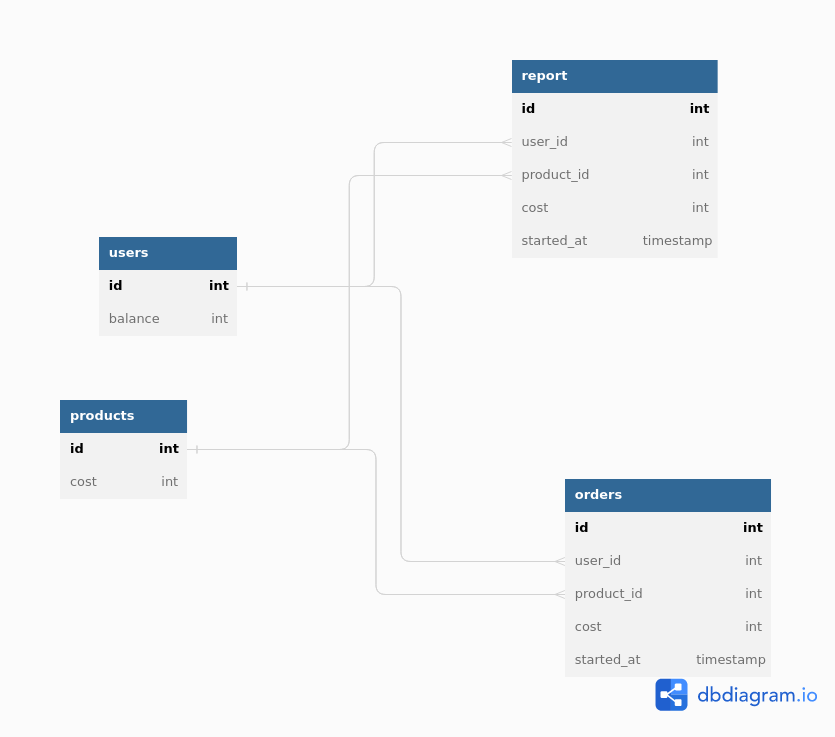 report
id int
user_id int
product_id int
cost int
started_at timestamp
users
id int
balance int
products
id int
cost int
orders
id int
user_id int
product_id int
cost int
started_at timestamp
dbdiagram.io